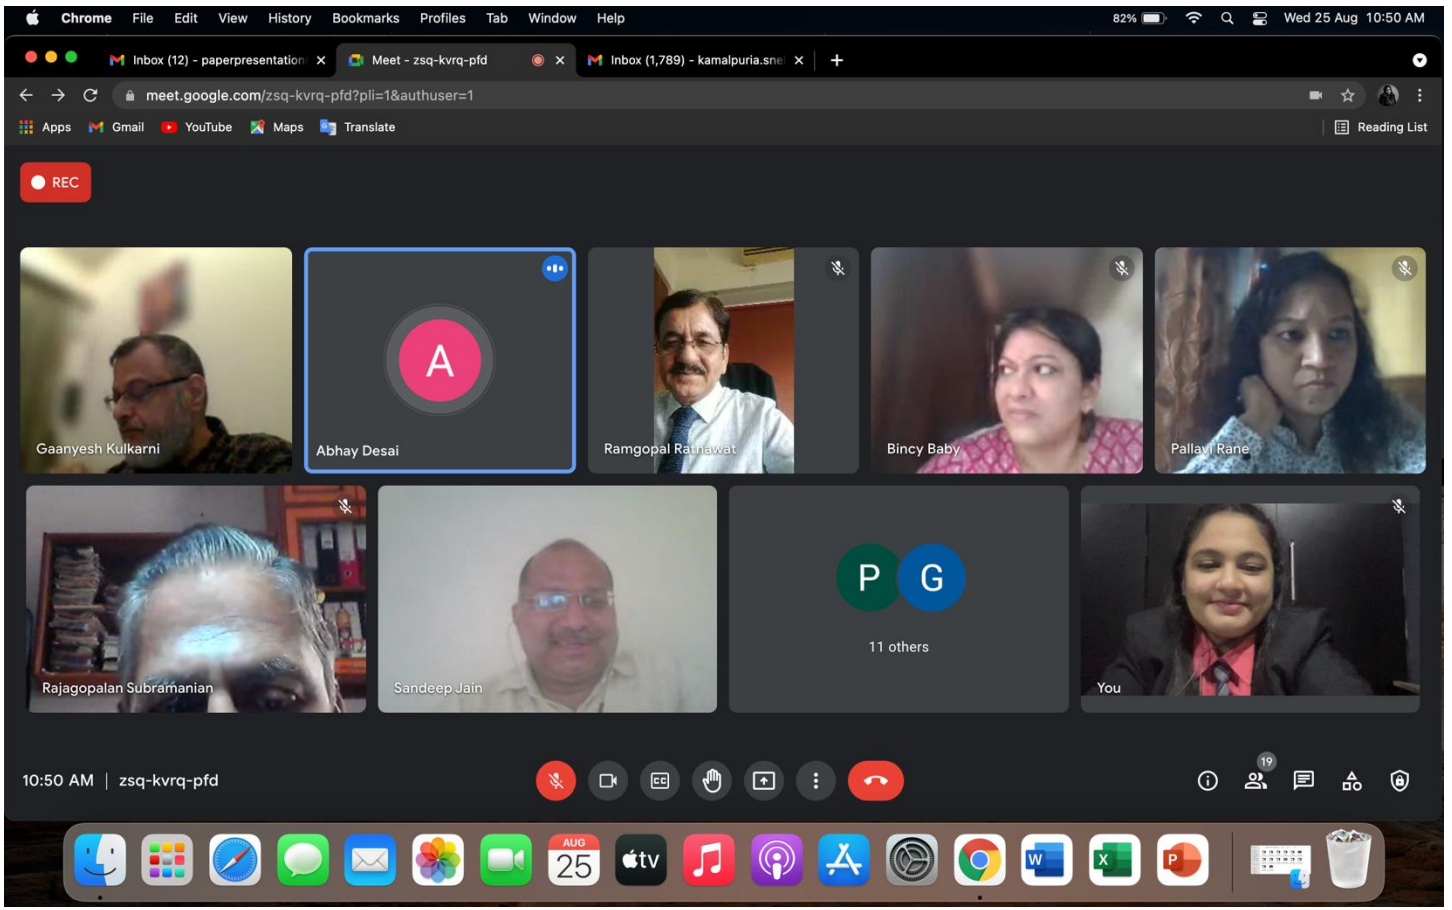 Chrome File Edit View History Bookmarks Profiles Tab Window Help 82% Wed 25 Aug 10:50 AM
Inbox (12) - paperpresentation Meet - zsq-kvrq-pfd Inbox (1,789) - kamalpuria.sne
meet.google.com/zsq-kvrq-pfd?pli=1&authuser=1
Apps Gmail YouTube Maps Translate Reading List
REC
A
Gaanyesh Kulkarni Abhay Desai Ramgopal Ratnawat Bincy Baby Pallavi Rane
P G
11 others
Rajagopalan Subramanian Sandeep Jain You
10:50 AM | zsq-kvrq-pfd CC 19
AUG
25 tv W X P